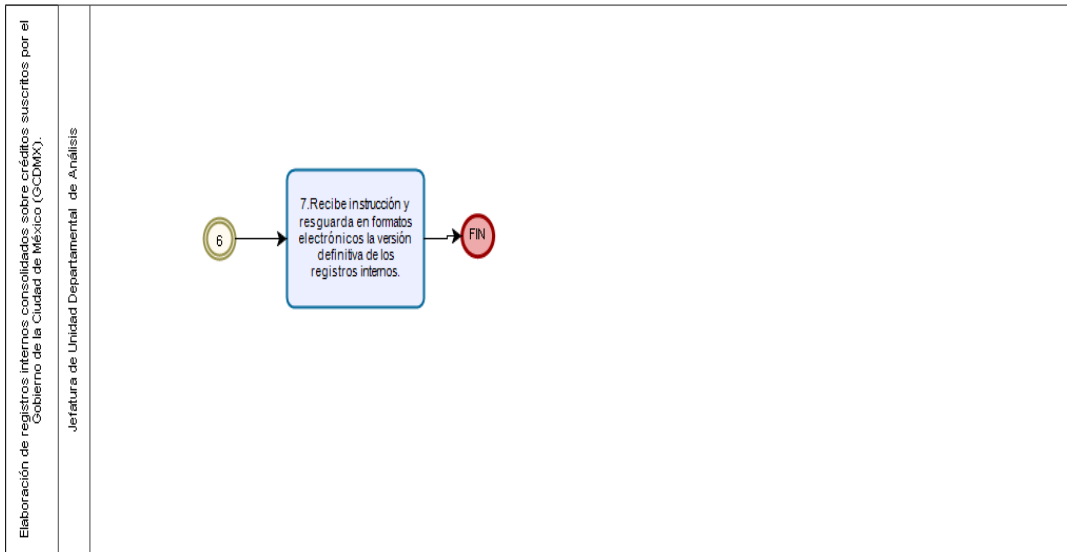 Elaboración de registros internos consolidados sobre créditos suscritos por el
Gobierno de la Ciudad de México (GCDMX).
Jefatura de Unidad Departamental de Análisis
6
7.Recibe instrucción y
resguarda en formatos
electrónicos la versión
definitiva de los
registros internos.
FIN